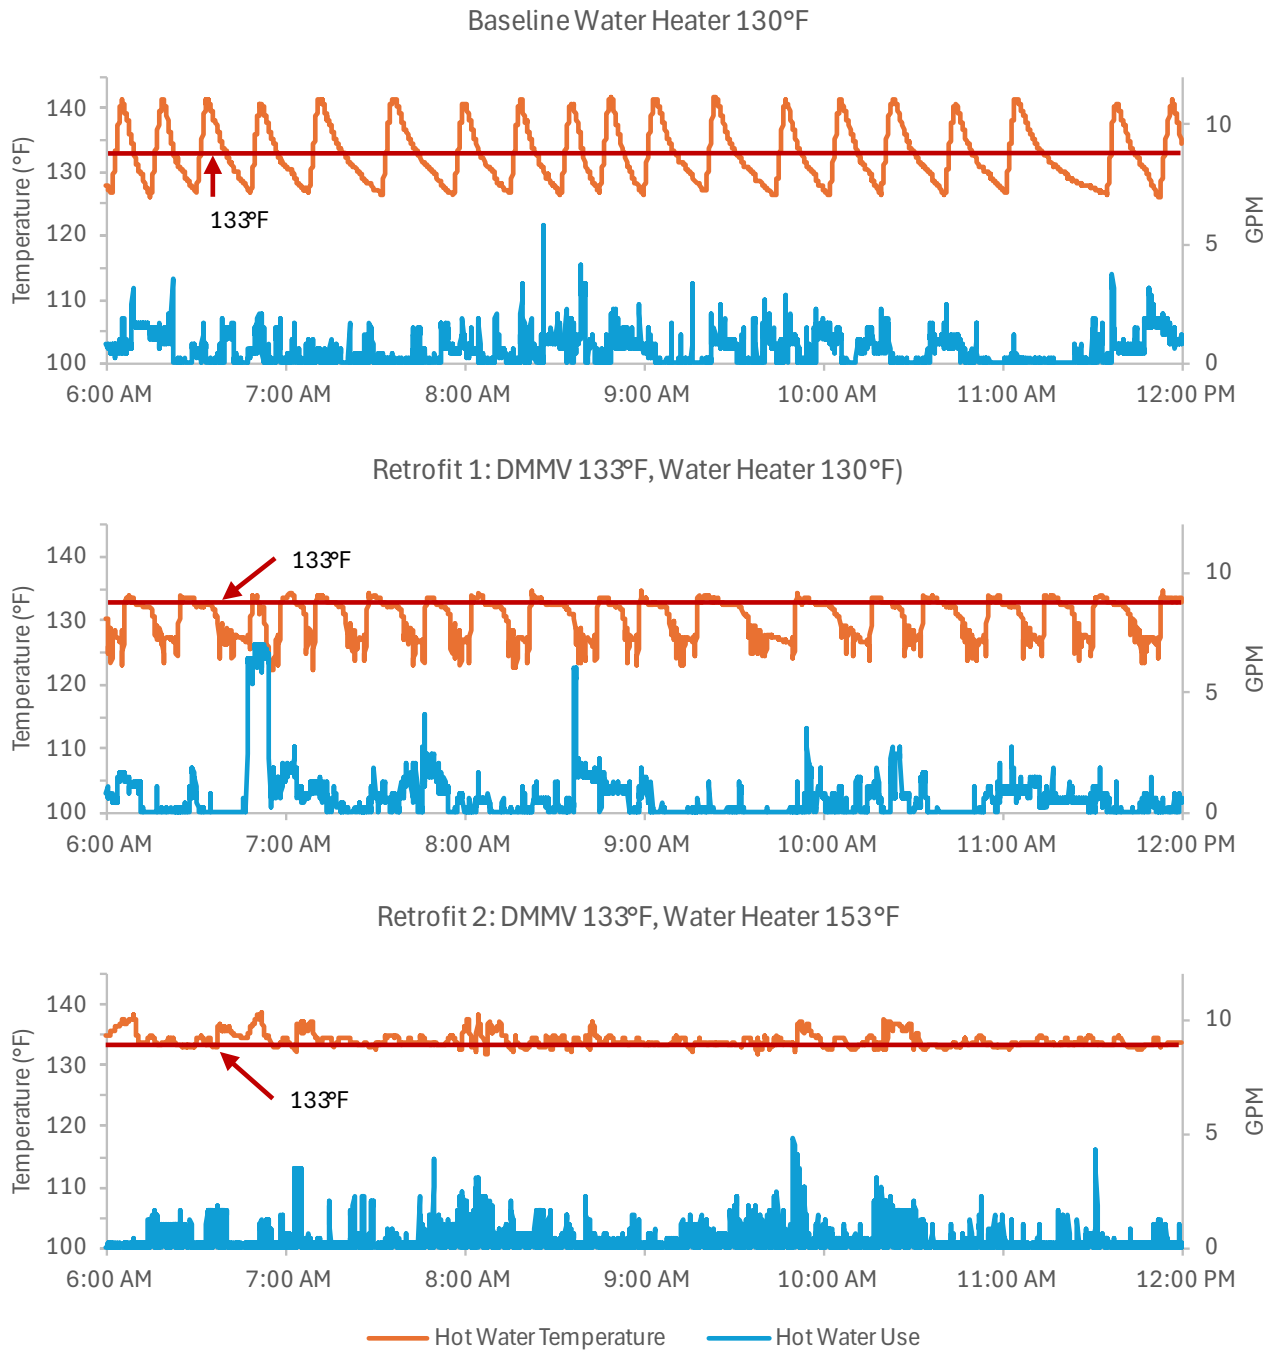 Baseline Water Heater 130°F
Temperature (°F)
140
130
120
110
100
133°F
10
5
0
GPM
6:00 AM 7:00 AM 8:00 AM 9:00 AM 10:00 AM 11:00 AM 12:00 PM
Retrofit 1: DMMV 133°F, Water Heater 130°F)
Temperature (°F)
140
130
120
110
100
133°F
10
5
0
GPM
6:00 AM 7:00 AM 8:00 AM 9:00 AM 10:00 AM 11:00 AM 12:00 PM
Retrofit 2: DMMV 133°F, Water Heater 153°F
Temperature (°F)
140
130
120
110
100
133°F
10
5
0
GPM
6:00 AM 7:00 AM 8:00 AM 9:00 AM 10:00 AM 11:00 AM 12:00 PM
Hot Water Temperature Hot Water Use